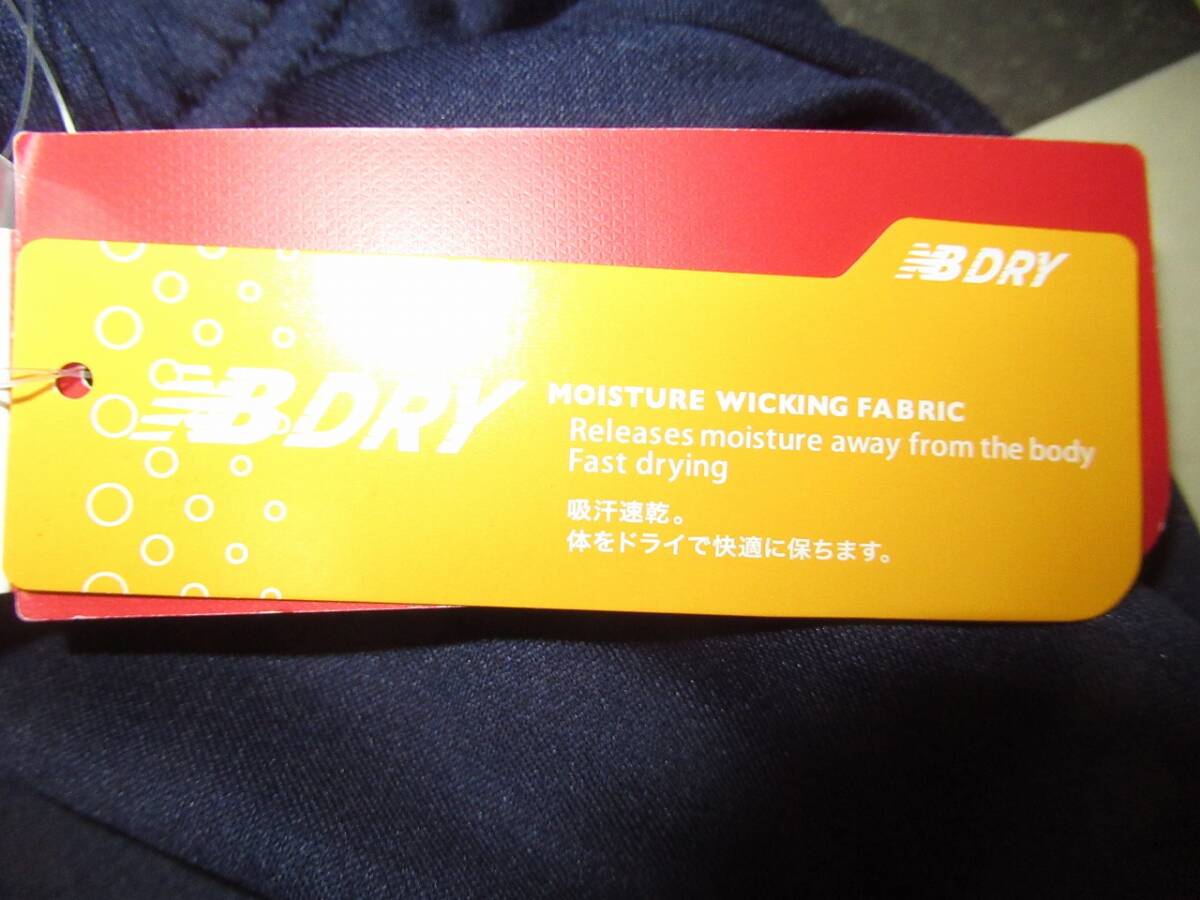 NB DRY
NB DRY
MOISTURE WICKING FABRIC
Releases moisture away from the body
Fast drying
吸汗速乾。
体をドライで快適に保ちます。